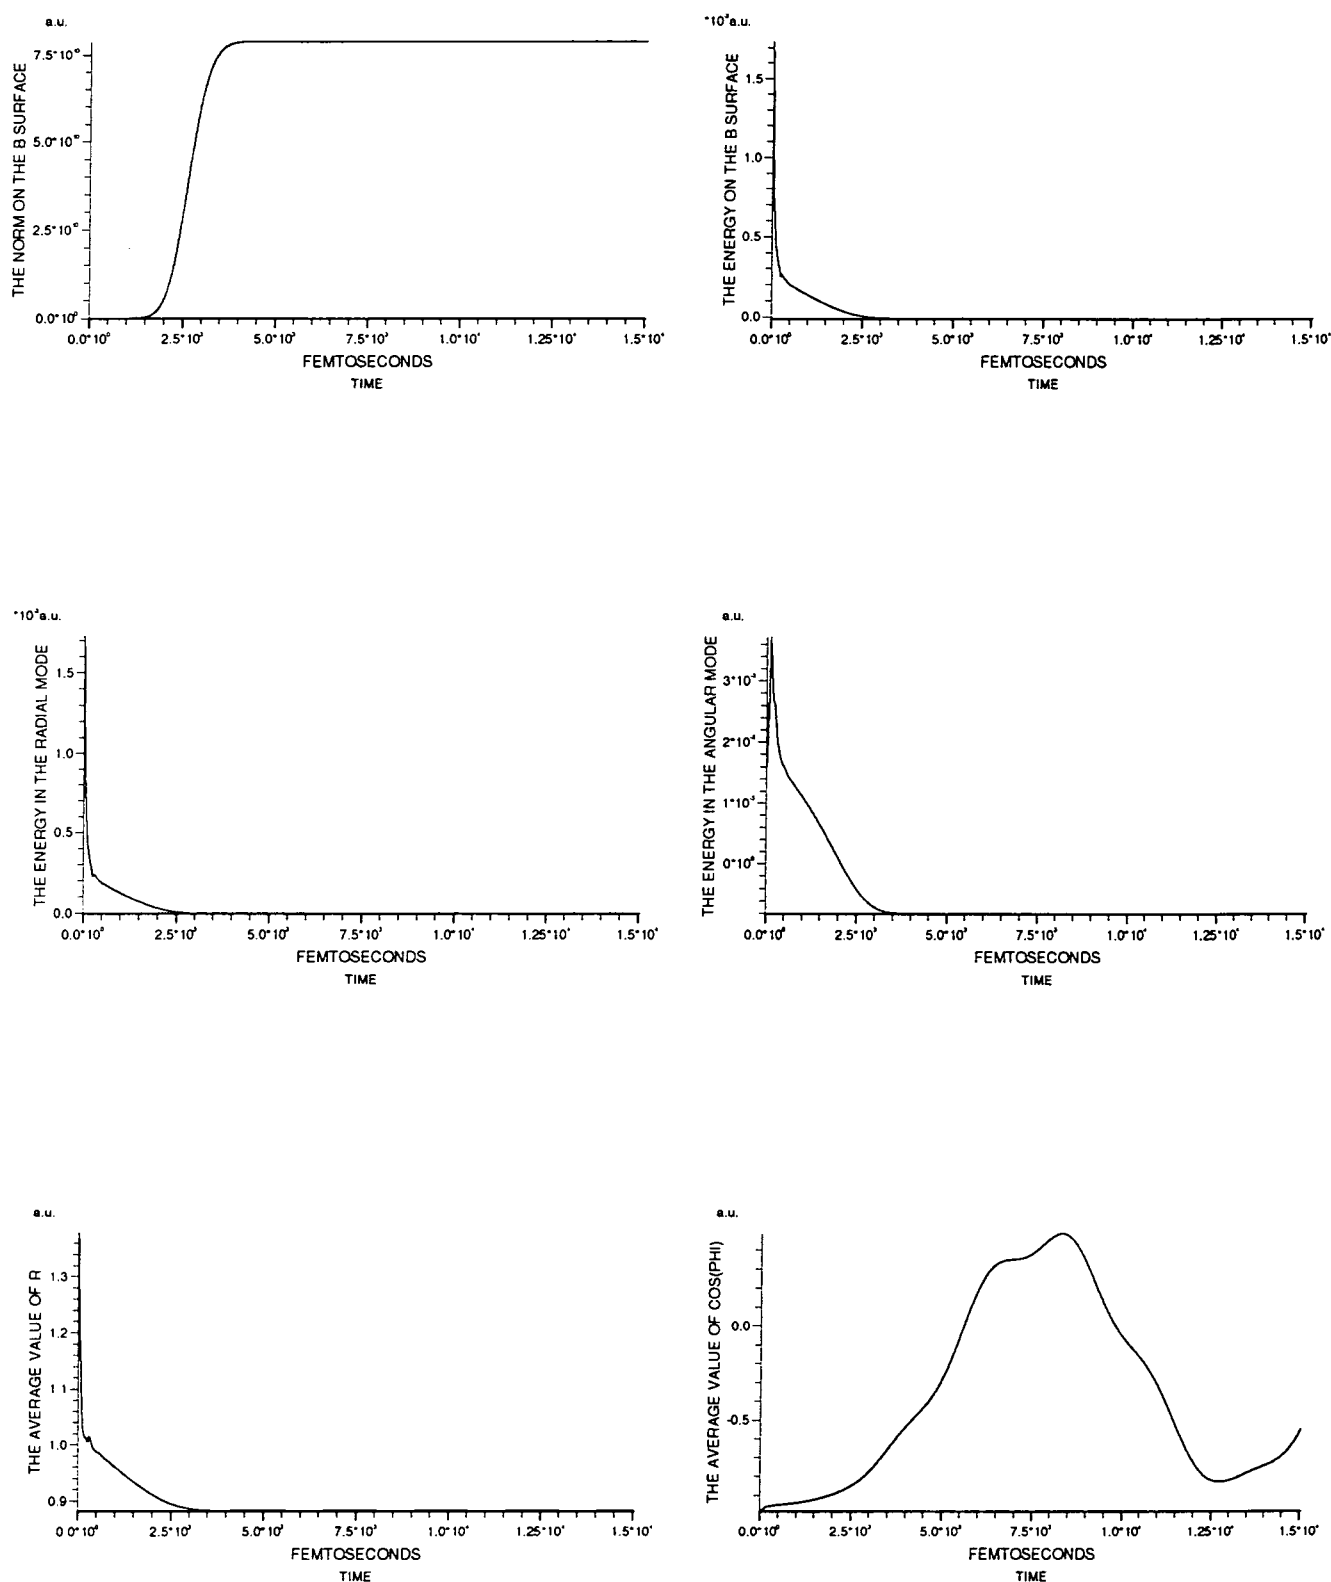 a.u.
THE NORM ON THE B SURFACE
5.0*10
2.5*10
0.0*10⁰
0.0*10⁰ 2.5*10³ 5.0*10³ 7.5*10³ 1.0*10⁴ 1.25*10⁴ 1.5*10⁴
FEMTOSECONDS
TIME
*10³a.u.
THE ENERGY ON THE B SURFACE
1.5
1.0
0.5
0.0
0.0*10⁰ 2.5*10³ 5.0*10³ 7.5*10³ 1.0*10⁴ 1.25*10⁴ 1.5*10⁴
FEMTOSECONDS
TIME
*10³a.u.
THE ENERGY IN THE RADIAL MODE
1.5
1.0
0.5
0.0
0.0*10⁰ 2.5*10³ 5.0*10³ 7.5*10³ 1.0*10⁴ 1.25*10⁴ 1.5*10⁴
FEMTOSECONDS
TIME
a.u.
THE ENERGY IN THE ANGULAR MODE
0*10⁰
0.0*10⁰ 2.5*10³ 5.0*10³ 7.5*10³ 1.0*10⁴ 1.25*10⁴ 1.5*10⁴
FEMTOSECONDS
TIME
a.u.
THE AVERAGE VALUE OF R
1.3
1.2
1.1
1.0
0.9
0.0*10⁰ 2.5*10³ 5.0*10³ 7.5*10³ 1.0*10⁴ 1.25*10⁴ 1.5*10⁴
FEMTOSECONDS
TIME
a.u.
THE AVERAGE VALUE OF COS(PHI)
0.0
-0.5
0.0*10⁰ 2.5*10³ 5.0*10³ 7.5*10³ 1.0*10⁴ 1.25*10⁴ 1.5*10⁴
FEMTOSECONDS
TIME